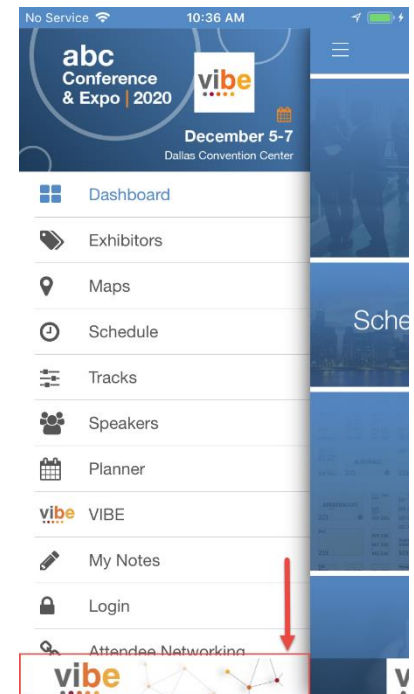 No Service 10:36 AM
abc
Conference
& Expo | 2020
vibe
December 5-7
Dallas Convention Center
Dashboard
Exhibitors
Maps
Schedule
Sche
Tracks
Speakers
Planner
vibe VIBE
My Notes
Login
Attendee Networking
vibe
v